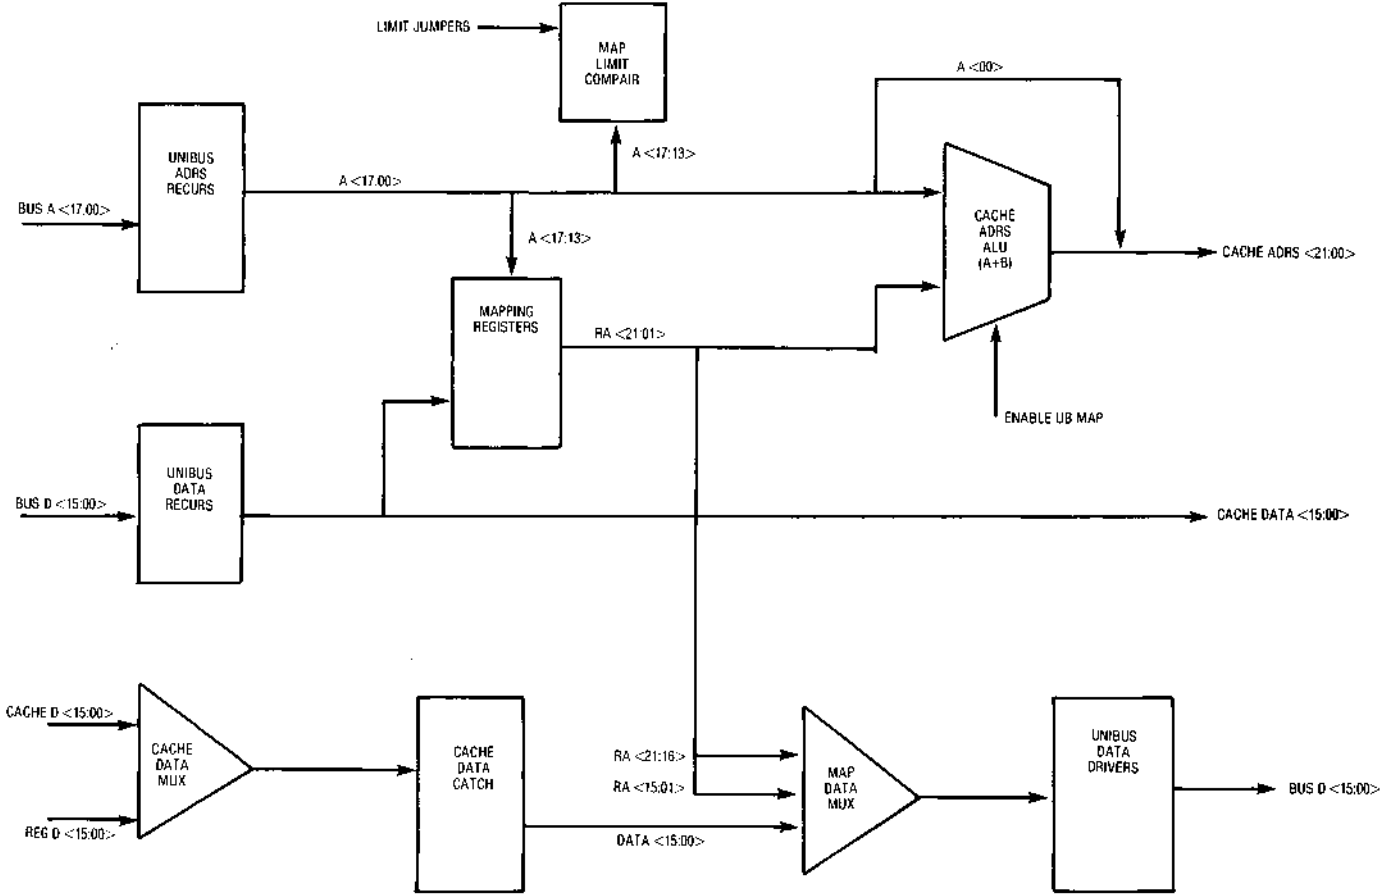 LIMIT JUMPERS
MAP
LIMIT
COMPAIR
A <00>
UNIBUS
ADRS
RECURS
A <17:13>
A <17.00>
BUS A <17.00>
CACHE
ADRS
ALU
(A+B)
A <17:13>
CACHE ADRS <21:00>
MAPPING
REGISTERS
RA <21:01>
ENABLE UB MAP
UNIBUS
DATA
RECURS
BUS D <15:00>
CACHE DATA <15:00>
CACHE D <15:00>
CACHE
DATA
MUX
REG D <15:00>
CACHE
DATA
CATCH
RA <21:16>
RA <15:01>
DATA <15:00>
MAP
DATA
MUX
UNIBUS
DATA
DRIVERS
BUS D <15:00>